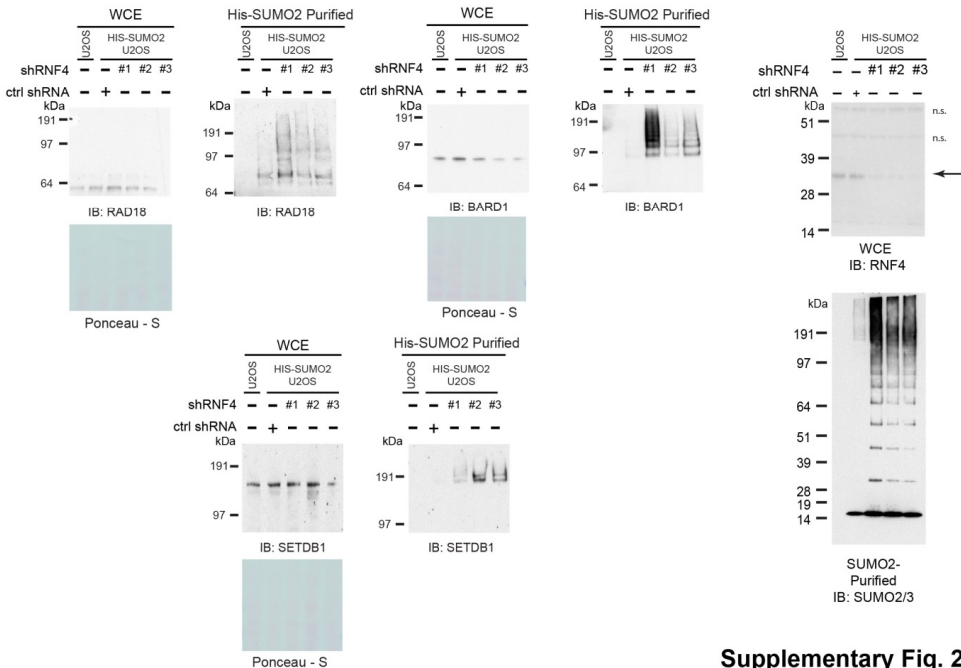 WCE
U2OS
HIS-SUMO2
U2OS
shRNF4 – – #1 #2 #3
ctrl shRNA – + – – –
kDa
191
97
64
IB: RAD18
Ponceau - S
His-SUMO2 Purified
U2OS
HIS-SUMO2
U2OS
– – #1 #2 #3
+ – – –
kDa
191
97
64
IB: RAD18
WCE
U2OS
HIS-SUMO2
U2OS
shRNF4 – – #1 #2 #3
ctrl shRNA – + – – –
kDa
191
97
64
IB: BARD1
Ponceau - S
His-SUMO2 Purified
U2OS
HIS-SUMO2
U2OS
– – #1 #2 #3
– + – – –
kDa
191
97
64
IB: BARD1
WCE
U2OS
HIS-SUMO2
U2OS
shRNF4 – – #1 #2 #3
ctrl shRNA – + – – –
kDa
191
97
IB: SETDB1
Ponceau - S
His-SUMO2 Purified
U2OS
HIS-SUMO2
U2OS
– – #1 #2 #3
– + – – –
kDa
191
97
IB: SETDB1
U2OS
HIS-SUMO2
U2OS
shRNF4 – – #1 #2 #3
ctrl shRNA – + – – –
kDa
51
39
28
14
n.s.
n.s.
WCE
IB: RNF4
kDa
191
97
64
51
39
28
19
14
SUMO2-
Purified
IB: SUMO2/3
Supplementary Fig. 2